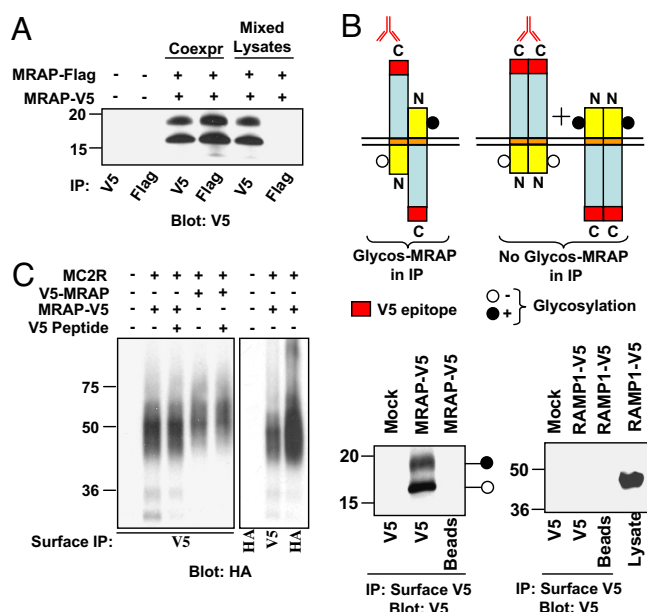 A
Coexpr
Mixed
Lysates
MRAP-Flag - - + + + +
MRAP-V5 - - + + + +
20
15
IP: V5 Flag V5 Flag V5 Flag
Blot: V5
B
C
C C
N
N N
+
N
N N
C
C C
Glycos-MRAP
in IP
No Glycos-MRAP
in IP
V5 epitope
-
+
Glycosylation
Mock
MRAP-V5
MRAP-V5
20
15
V5
V5
Beads
IP: Surface V5
Blot: V5
Mock
RAMP1-V5
RAMP1-V5
RAMP1-V5
50
36
V5
V5
Beads
Lysate
IP: Surface V5
Blot: V5
C
MC2R - + + + + - + +
V5-MRAP + +
MRAP-V5 + + + +
V5 Peptide + +
75
50
36
Surface IP: V5 HA V5 HA
Blot: HA